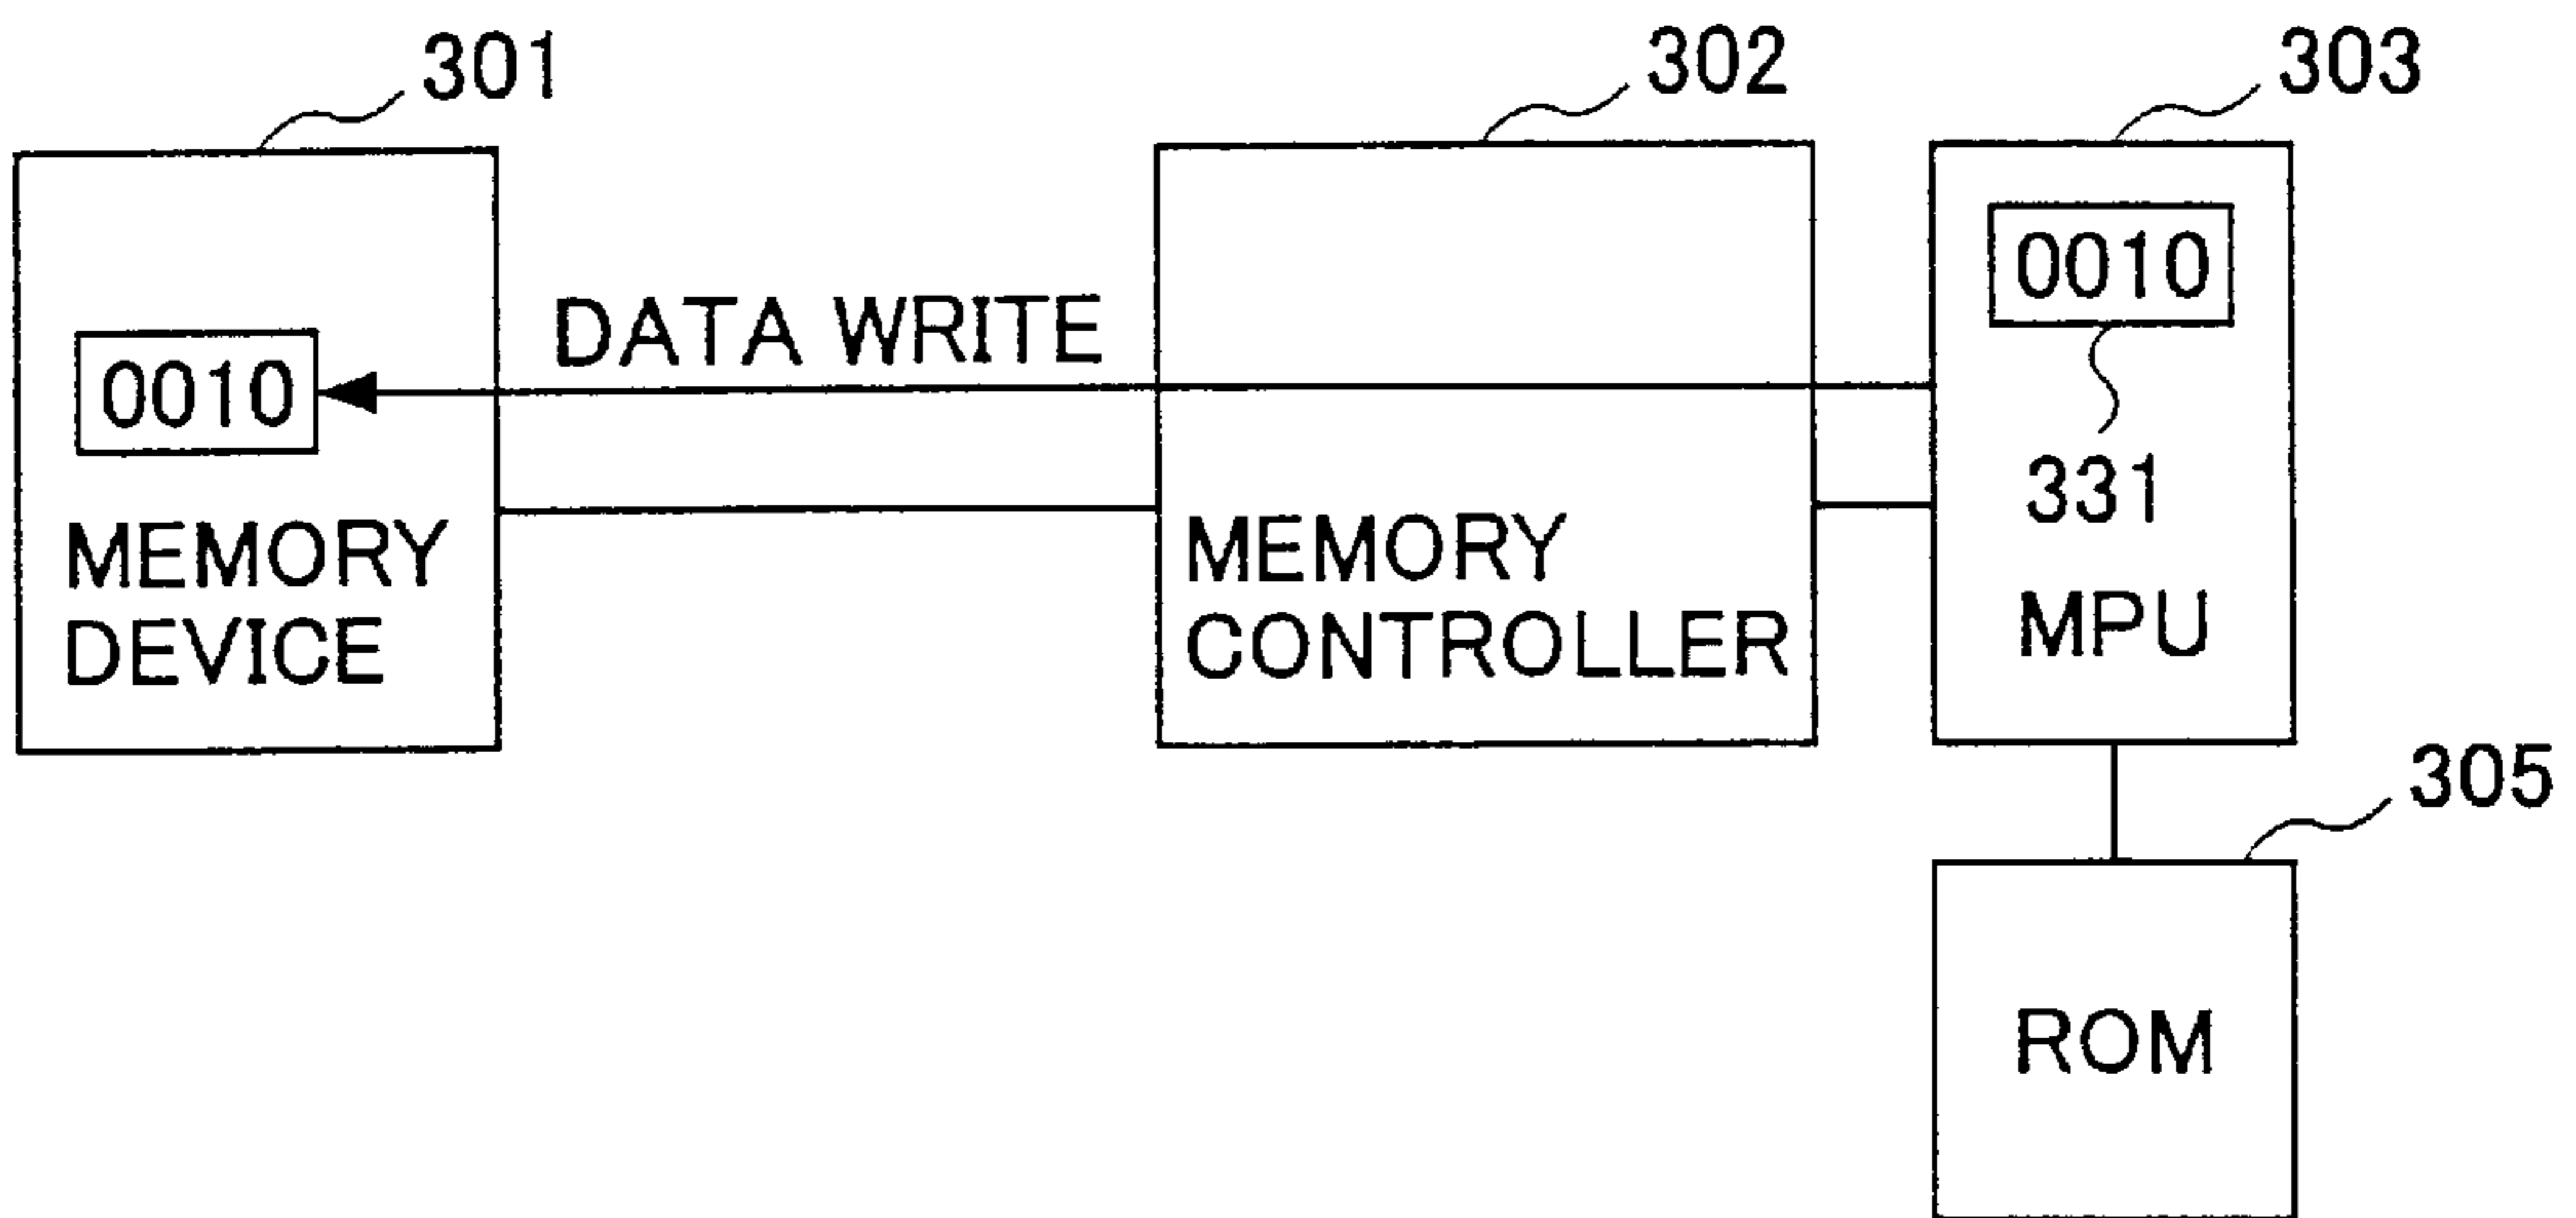 301
302
303
0010
DATA WRITE
0010
331
MEMORY
DEVICE
MEMORY
CONTROLLER
MPU
305
ROM